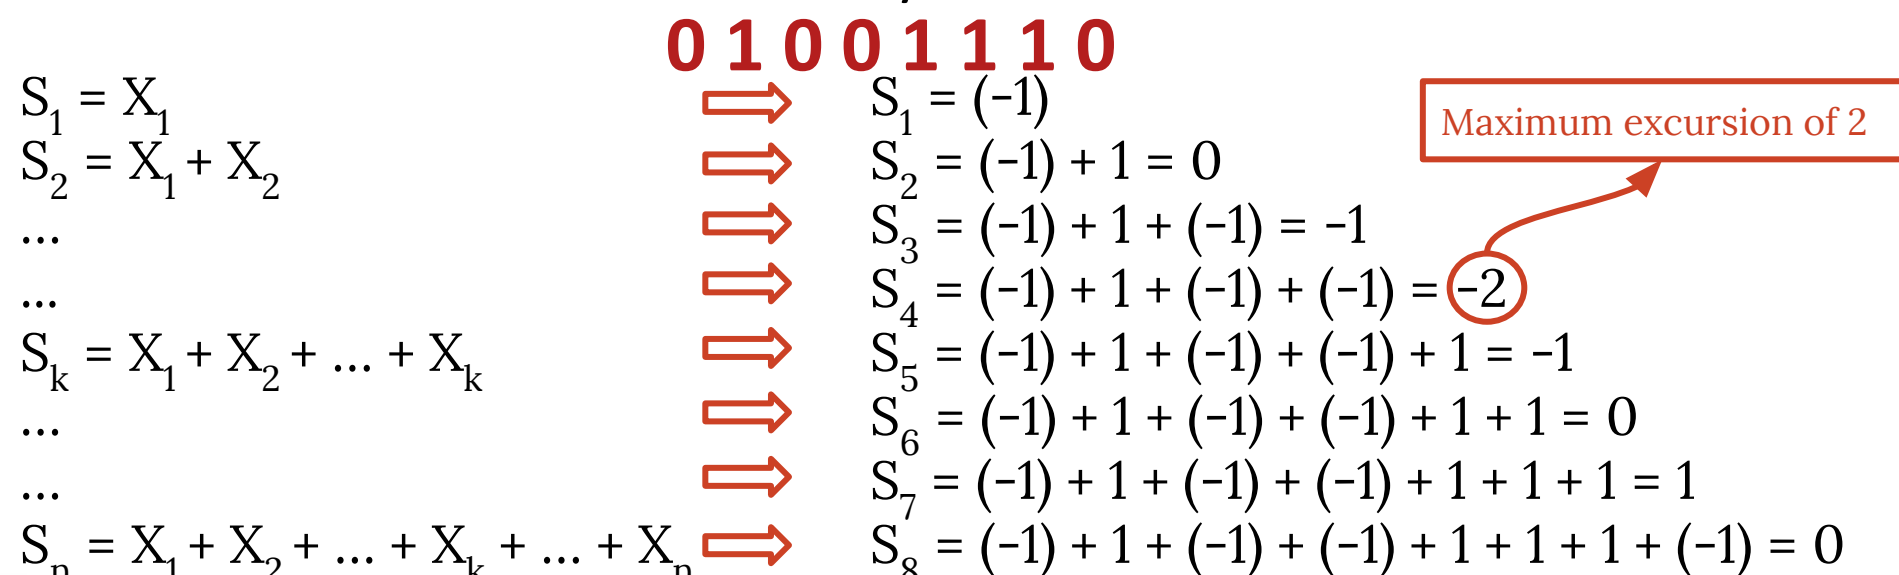 0 1 0 0 1 1 1 0
S₁ = X₁
S₁ = (−1)
Maximum excursion of 2
S₂ = X₁ + X₂
S₂ = (−1) + 1 = 0
...
S₃ = (−1) + 1 + (−1) = −1
...
S₄ = (−1) + 1 + (−1) + (−1) = −2
Sₖ = X₁ + X₂ + ... + Xₖ
S₅ = (−1) + 1 + (−1) + (−1) + 1 = −1
...
S₆ = (−1) + 1 + (−1) + (−1) + 1 + 1 = 0
...
S₇ = (−1) + 1 + (−1) + (−1) + 1 + 1 + 1 = 1
Sₙ = X₁ + X₂ + ... + Xₖ + ... + Xₙ
S₈ = (−1) + 1 + (−1) + (−1) + 1 + 1 + 1 + (−1) = 0